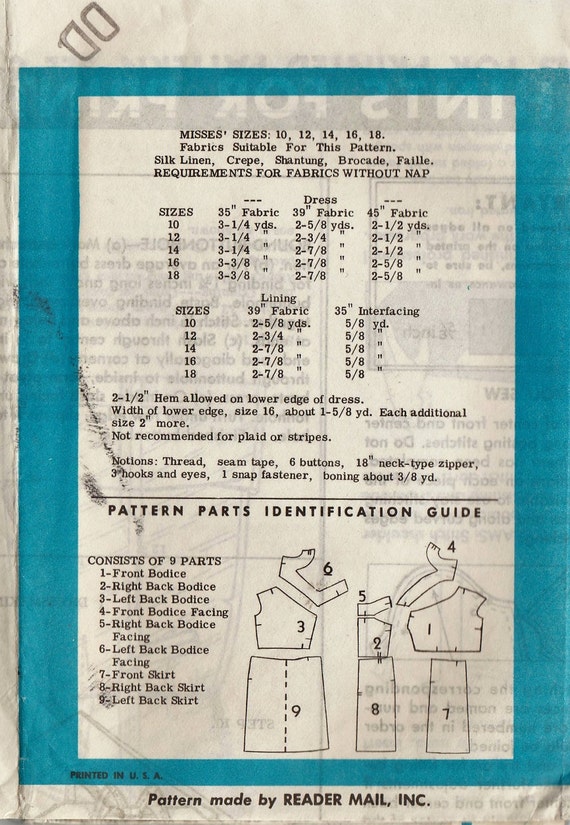 DD
MISSES' SIZES: 10, 12, 14, 16, 18.
Fabrics Suitable For This Pattern.
Silk Linen, Crepe, Shantung, Brocade, Faille.
REQUIREMENTS FOR FABRICS WITHOUT NAP
--- Dress ---
SIZES 35" Fabric 39" Fabric 45" Fabric
10 3-1/4 yds. 2-5/8 yds. 2-1/2 yds.
12 3-1/4 " 2-3/4 " 2-1/2 "
14 3-1/4 " 2-7/8 " 2-1/2 "
16 3-3/8 " 2-7/8 " 2-5/8 "
18 3-3/8 " 2-7/8 " 2-5/8 "
Lining
SIZES 39" Fabric 35" Interfacing
10 2-5/8 yds. 5/8 yd.
12 2-3/4 " 5/8 "
14 2-7/8 " 5/8 "
16 2-7/8 " 5/8 "
18 2-7/8 " 5/8 "
2-1/2" Hem allowed on lower edge of dress.
Width of lower edge, size 16, about 1-5/8 yd. Each additional
size 2" more.
Not recommended for plaid or stripes.
Notions: Thread, seam tape, 6 buttons, 18" neck-type zipper,
3 hooks and eyes, 1 snap fastener, boning about 3/8 yd.
PATTERN PARTS IDENTIFICATION GUIDE
CONSISTS OF 9 PARTS
1-Front Bodice
2-Right Back Bodice
3-Left Back Bodice
4-Front Bodice Facing
5-Right Back Bodice
Facing
6-Left Back Bodice
Facing
7-Front Skirt
8-Right Back Skirt
9-Left Back Skirt
6
4
5
3
2
1
9
8
7
PRINTED IN U. S. A.
Pattern made by READER MAIL, INC.